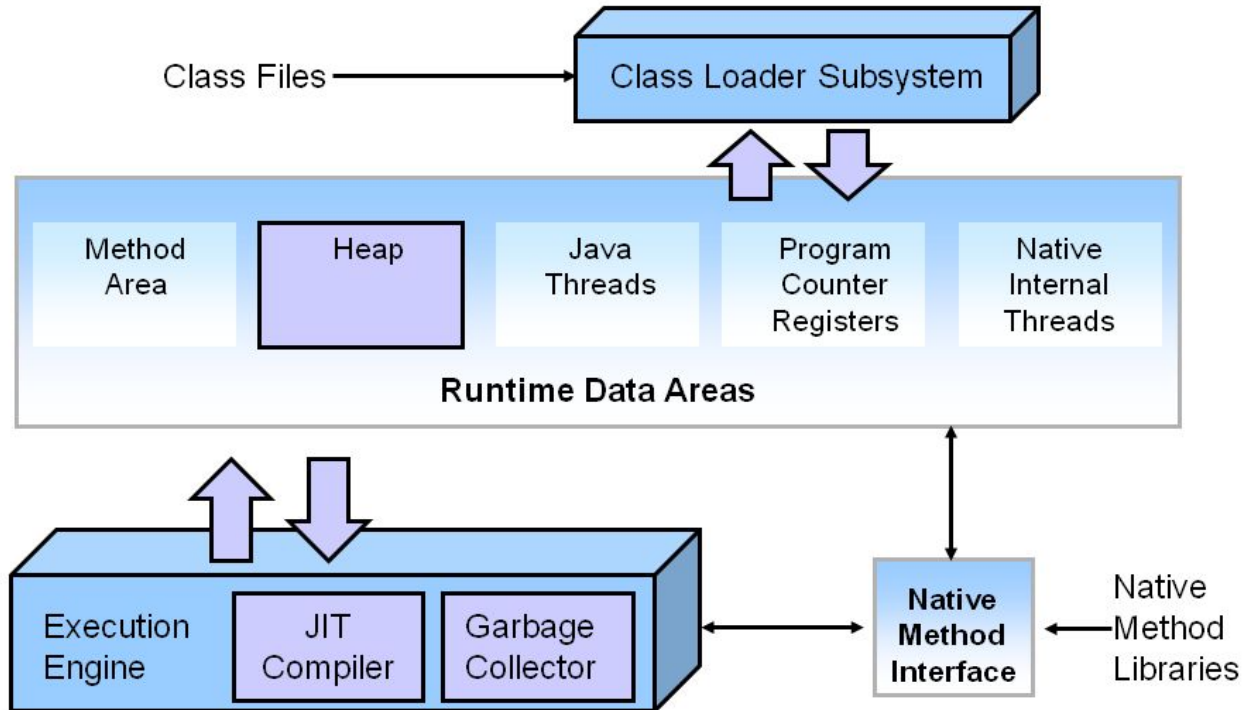 Class Files
Class Loader Subsystem
Method
Area
Heap
Java
Threads
Program
Counter
Registers
Native
Internal
Threads
Runtime Data Areas
Execution
Engine
JIT
Compiler
Garbage
Collector
Native
Method
Interface
Native
Method
Libraries